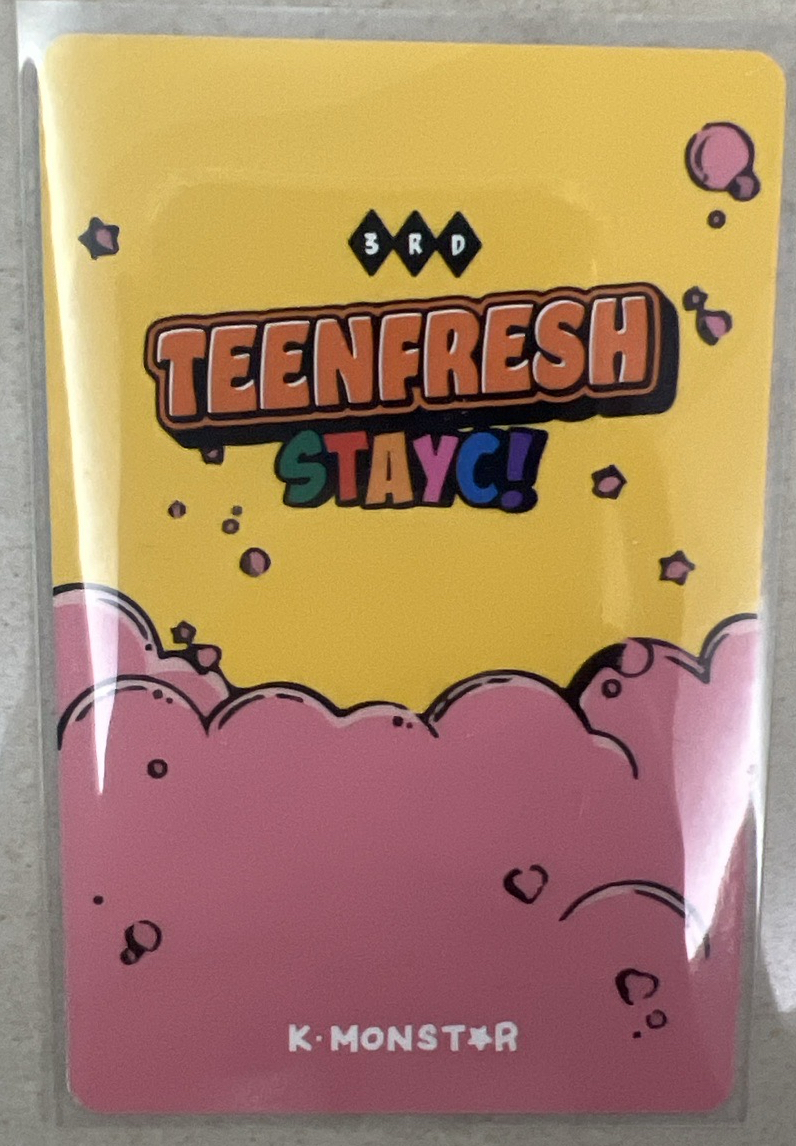 3RD
TEENFRESH
STAYC!
K·MONST★R